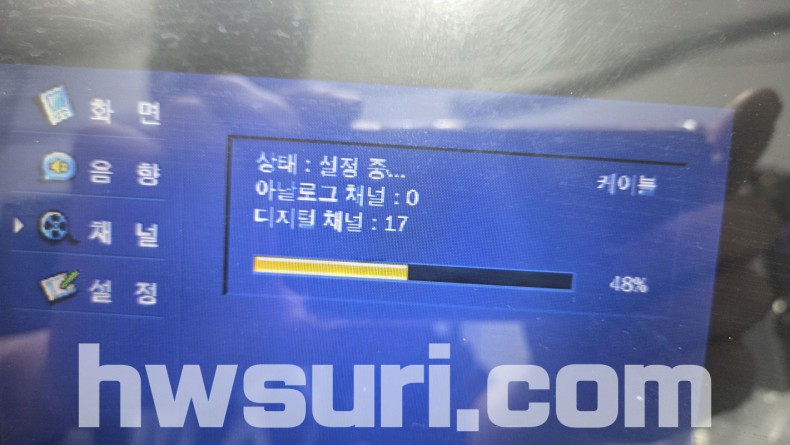 화면
음향
채널
설정
상태 : 설정 중...
케이블
아날로그 채널 : 0
디지털 채널 : 17
48%
hwsuri.com